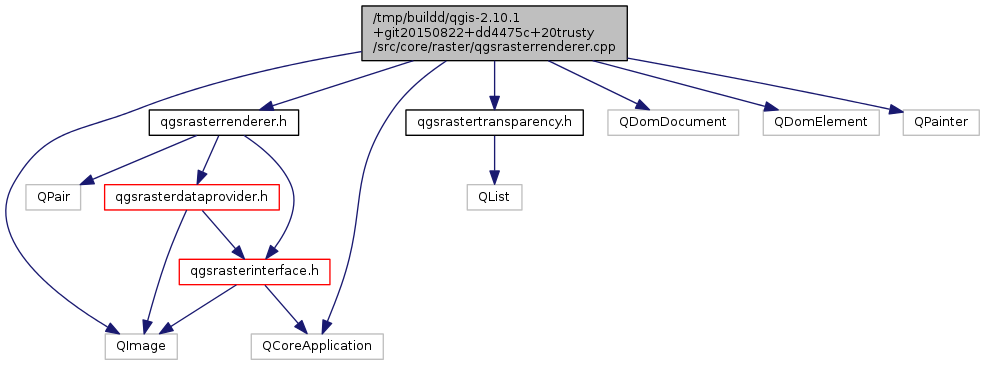 /tmp/buildd/qgis-2.10.1
+git20150822+dd4475c+20trusty
/src/core/raster/qgsrasterrenderer.cpp
qgsrasterrenderer.h
qgsrastertransparency.h
QDomDocument
QDomElement
QPainter
QPair
qgsrasterdataprovider.h
QList
qgsrasterinterface.h
QImage
QCoreApplication